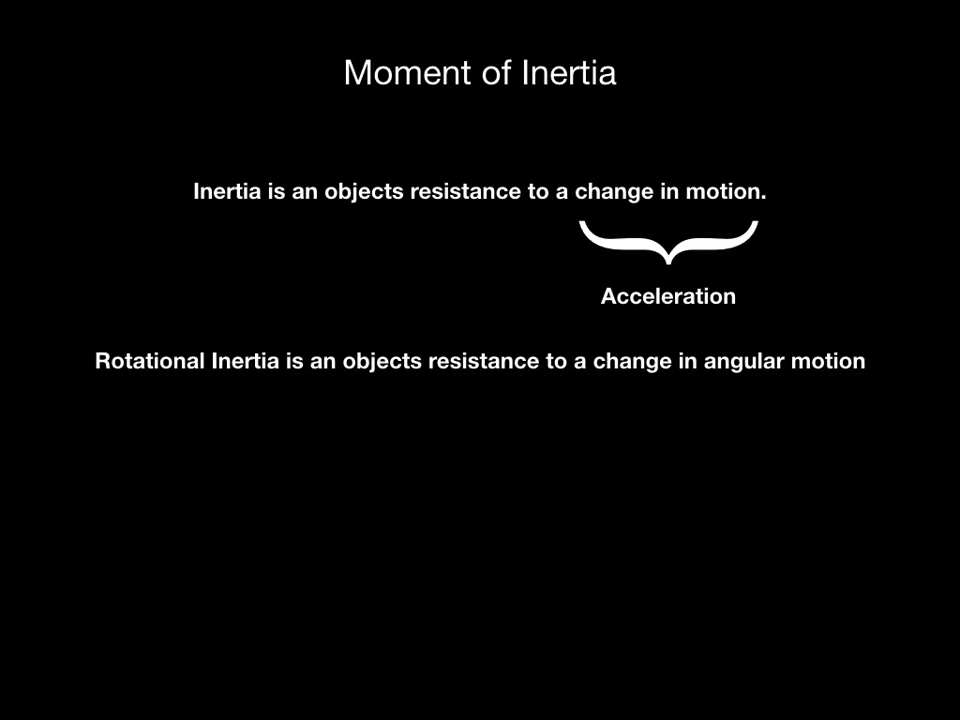 Moment of Inertia
Inertia is an objects resistance to a change in motion.
Acceleration
Rotational Inertia is an objects resistance to a change in angular motion